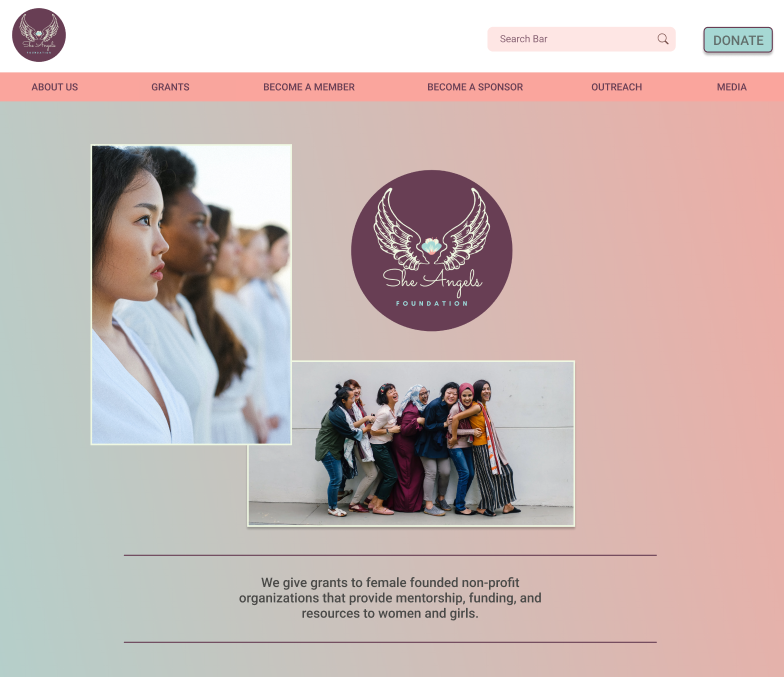 She Angels
FOUNDATION
Search Bar
DONATE
ABOUT US
GRANTS
BECOME A MEMBER
BECOME A SPONSOR
OUTREACH
MEDIA
She Angels
FOUNDATION
We give grants to female founded non-profit
organizations that provide mentorship, funding, and
resources to women and girls.